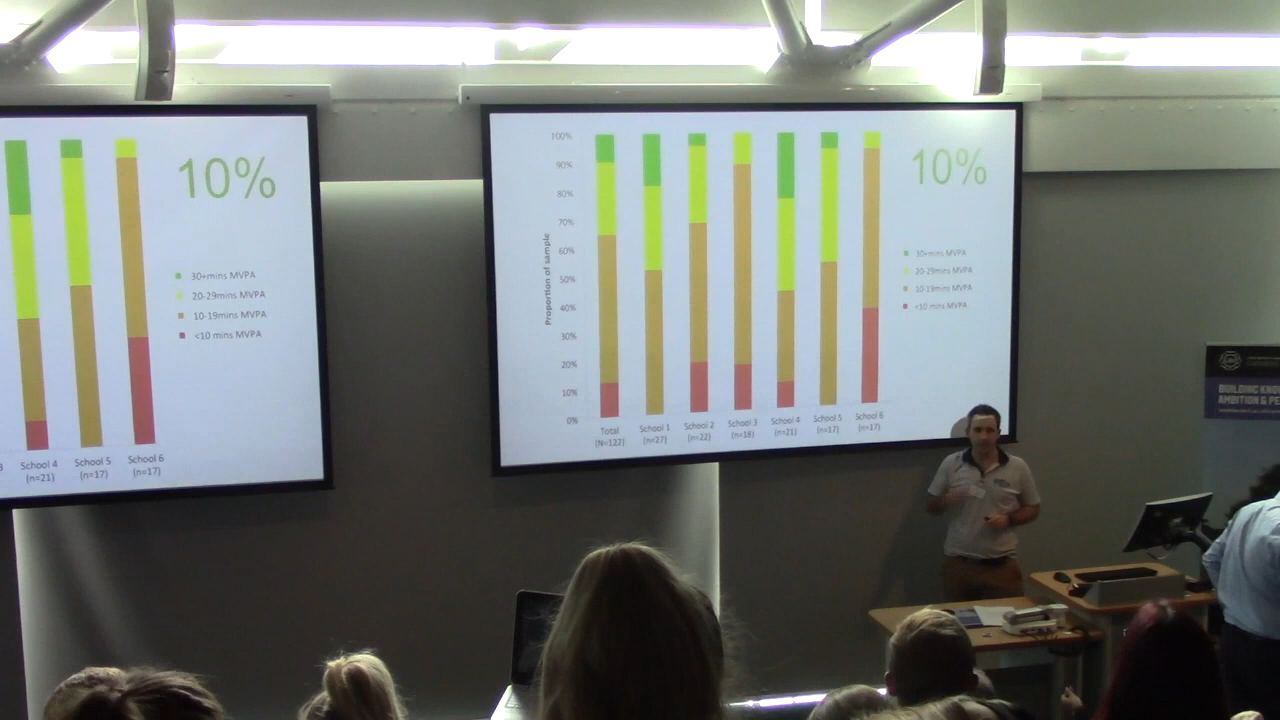 10%
30+mins MVPA
20-29mins MVPA
10-19mins MVPA
<10 mins MVPA
3
School 4
(n=21)
School 5
(n=17)
School 6
(n=17)
100%
90%
80%
70%
60%
50%
40%
30%
20%
10%
0%
Proportion of sample
Total
(N=122)
School 1
(n=27)
School 2
(n=22)
School 3
(n=18)
School 4
(n=21)
School 5
(n=17)
School 6
(n=17)
10%
30+mins MVPA
20-29mins MVPA
10-19mins MVPA
<10 mins MVPA
BUILDING KNO
AMBITION & PE